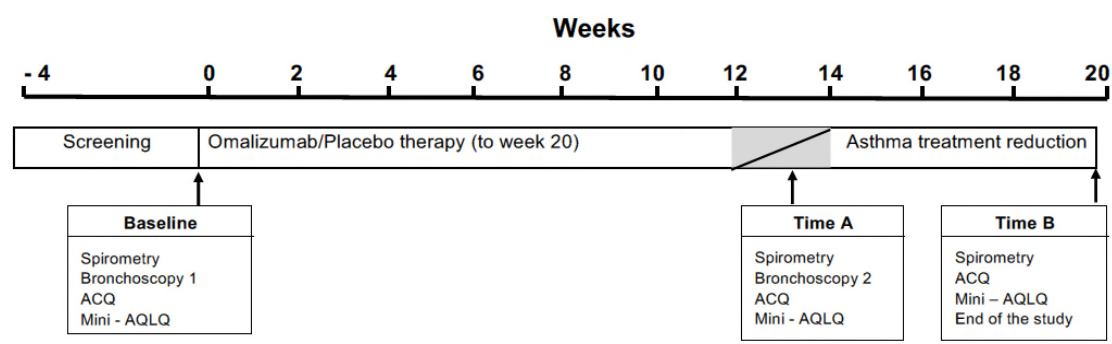 Weeks
- 4 0 2 4 6 8 10 12 14 16 18 20
Screening Omalizumab/Placebo therapy (to week 20) Asthma treatment reduction
Baseline
Spirometry
Bronchoscopy 1
ACQ
Mini - AQLQ
Time A
Spirometry
Bronchoscopy 2
ACQ
Mini - AQLQ
Time B
Spirometry
ACQ
Mini – AQLQ
End of the study